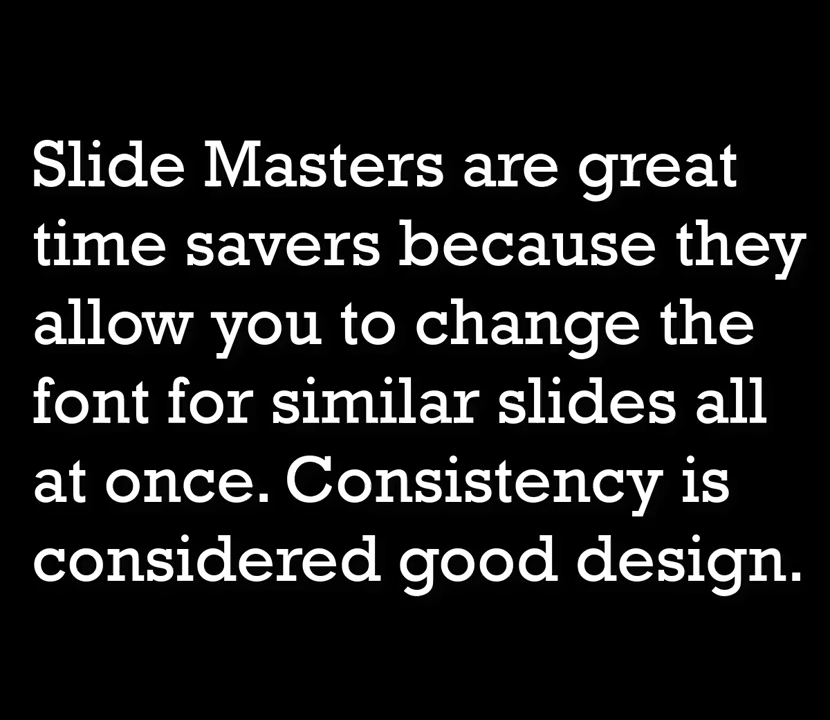 Slide Masters are great
time savers because they
allow you to change the
font for similar slides all
at once. Consistency is
considered good design.